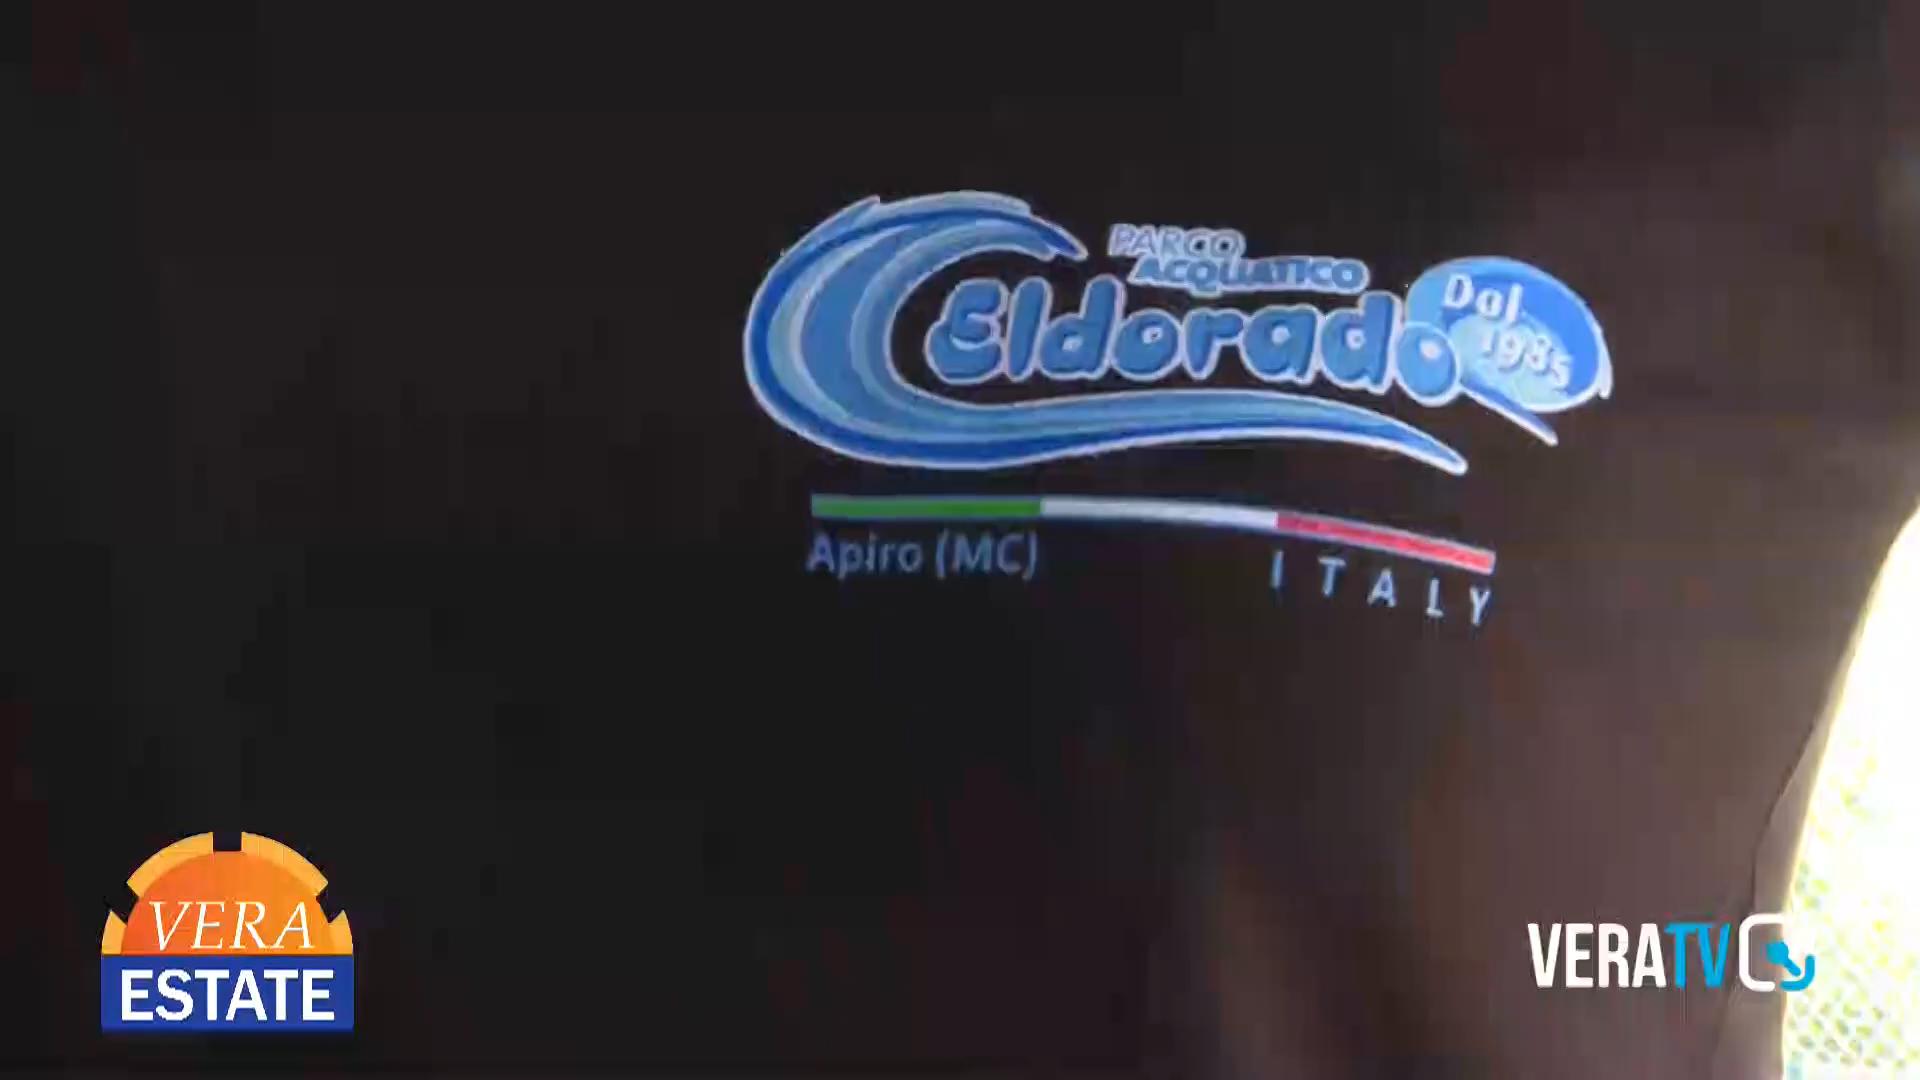 PARCO
ACQUATICO
Eldorado
Dal
1985
Apiro (MC)
ITALY
VERA
ESTATE
VERATV